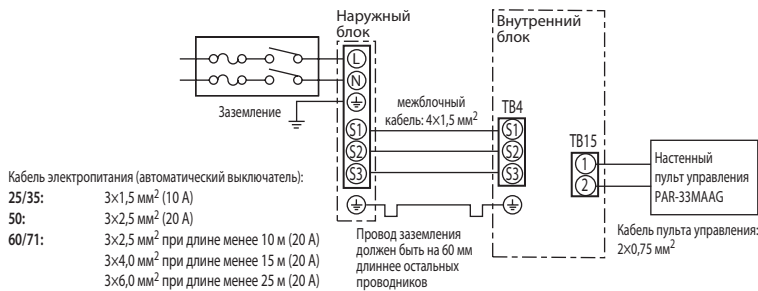 Наружный
блок
Внутренний
блок
L
N
Заземление
межблочный
кабель: 4×1,5 мм²
TB4
S1
S2
S3
S1
S2
S3
TB15
1
2
Настенный
пульт управления
PAR-33MAAG
Кабель пульта управления:
2×0,75 мм²
Провод заземления
должен быть на 60 мм
длиннее остальных
проводников
Кабель электропитания (автоматический выключатель):
25/35: 3×1,5 мм² (10 А)
50: 3×2,5 мм² (20 А)
60/71: 3×2,5 мм² при длине менее 10 м (20 А)
3×4,0 мм² при длине менее 15 м (20 А)
3×6,0 мм² при длине менее 25 м (20 А)